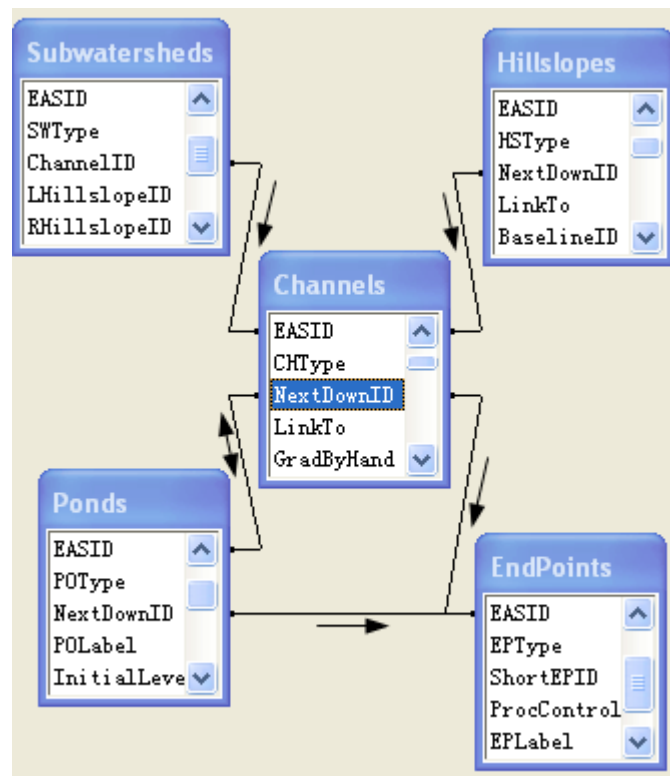 Subwatersheds
EASID
SWType
ChannelID
LHillslopeID
RHillslopeID
Hillslopes
EASID
HSType
NextDownID
LinkTo
BaselineID
Channels
EASID
CHType
NextDownID
LinkTo
GradByHand
Ponds
EASID
POType
NextDownID
POLabel
InitialLeve
EndPoints
EASID
EPType
ShortEPID
ProcControl
EPLabel